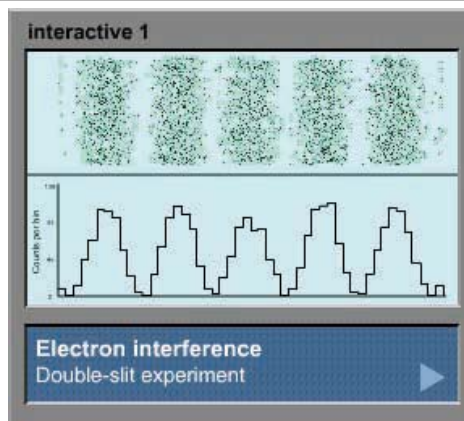 interactive 1
Counts per bin
Electron interference
Double-slit experiment